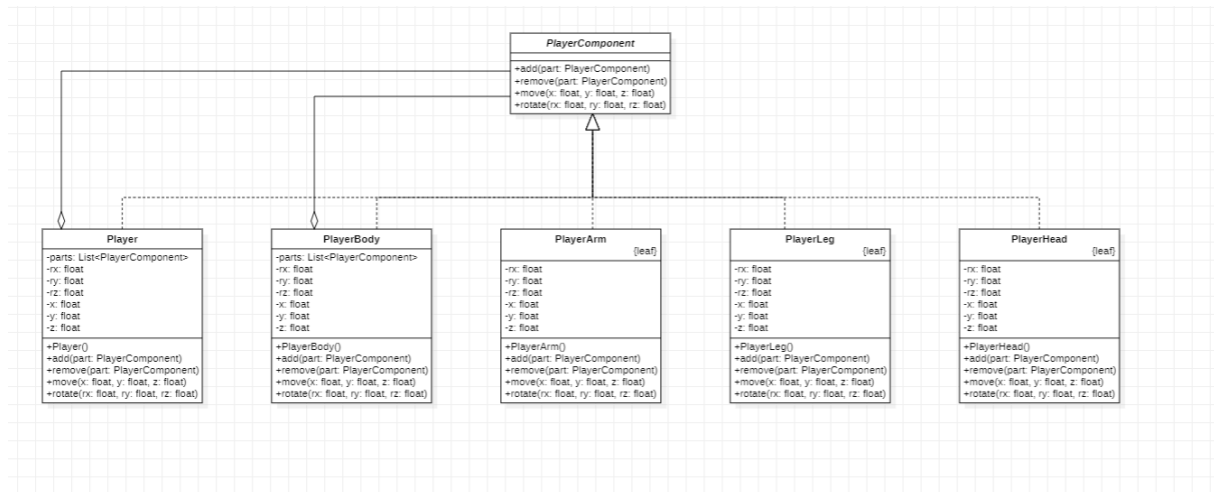 PlayerComponent
+add(part: PlayerComponent)
+remove(part: PlayerComponent)
+move(x: float, y: float, z: float)
+rotate(rx: float, ry: float, rz: float)
Player
-parts: List<PlayerComponent>
-rx: float
-ry: float
-rz: float
-x: float
-y: float
-z: float
+Player()
+add(part: PlayerComponent)
+remove(part: PlayerComponent)
+move(x: float, y: float, z: float)
+rotate(rx: float, ry: float, rz: float)
PlayerBody
-parts: List<PlayerComponent>
-rx: float
-ry: float
-rz: float
-x: float
-y: float
-z: float
+PlayerBody()
+add(part: PlayerComponent)
+remove(part: PlayerComponent)
+move(x: float, y: float, z: float)
+rotate(rx: float, ry: float, rz: float)
PlayerArm
{leaf}
-rx: float
-ry: float
-rz: float
-x: float
-y: float
-z: float
+PlayerArm()
+add(part: PlayerComponent)
+remove(part: PlayerComponent)
+move(x: float, y: float, z: float)
+rotate(rx: float, ry: float, rz: float)
PlayerLeg
{leaf}
-rx: float
-ry: float
-rz: float
-x: float
-y: float
-z: float
+PlayerLeg()
+add(part: PlayerComponent)
+remove(part: PlayerComponent)
+move(x: float, y: float, z: float)
+rotate(rx: float, ry: float, rz: float)
PlayerHead
{leaf}
-rx: float
-ry: float
-rz: float
-x: float
-y: float
-z: float
+PlayerHead()
+add(part: PlayerComponent)
+remove(part: PlayerComponent)
+move(x: float, y: float, z: float)
+rotate(rx: float, ry: float, rz: float)